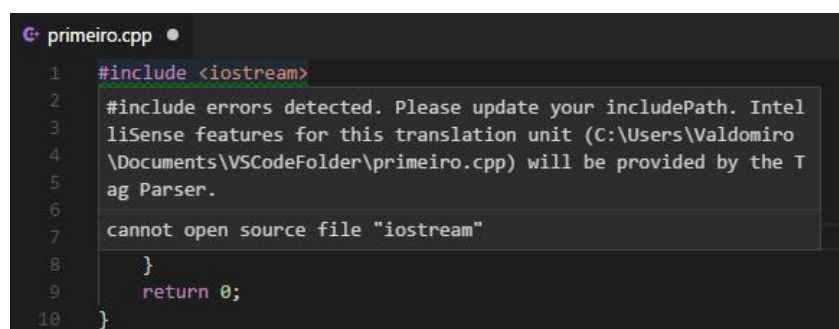 primeiro.cpp
1 #include <iostream>
2 #include errors detected. Please update your includePath. Intel
3 liSense features for this translation unit (C:\Users\Valdomiro
4 \Documents\VSCodeFolder\primeiro.cpp) will be provided by the T
5 ag Parser.
6
7 cannot open source file "iostream"
8 }
9 return 0;
10 }